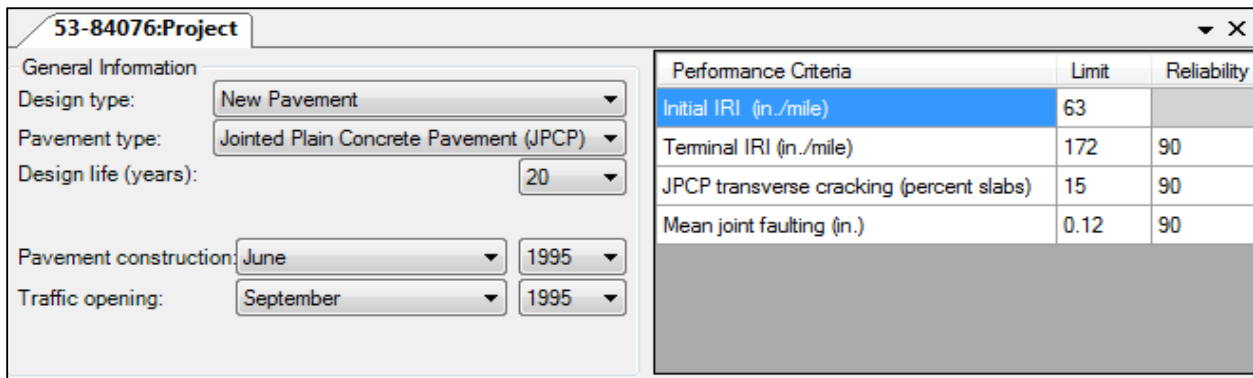 53-84076:Project
General Information
Design type: New Pavement
Pavement type: Jointed Plain Concrete Pavement (JPCP)
Design life (years): 20
Pavement construction: June 1995
Traffic opening: September 1995
Performance Criteria Limit Reliability
Initial IRI (in./mile) 63
Terminal IRI (in./mile) 172 90
JPCP transverse cracking (percent slabs) 15 90
Mean joint faulting (in.) 0.12 90